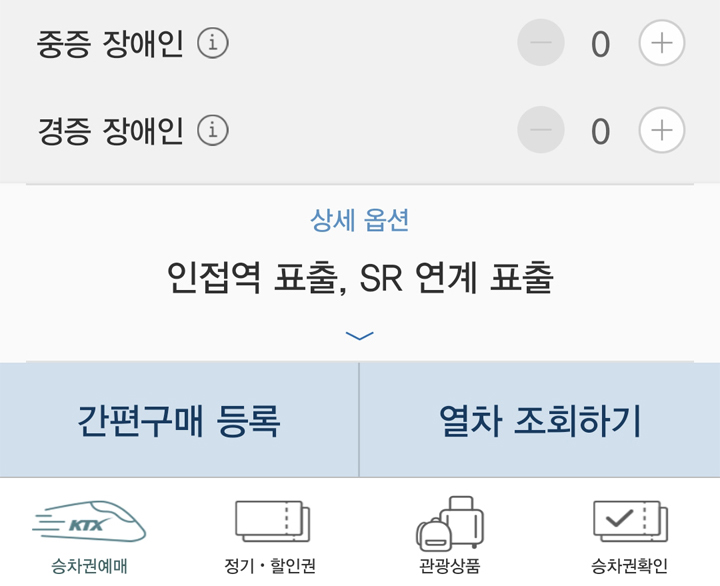 중증 장애인 0
경증 장애인 0
상세 옵션
인접역 표출, SR 연계 표출
간편구매 등록 열차 조회하기
KTX
승차권예매 정기·할인권 관광상품 승차권확인